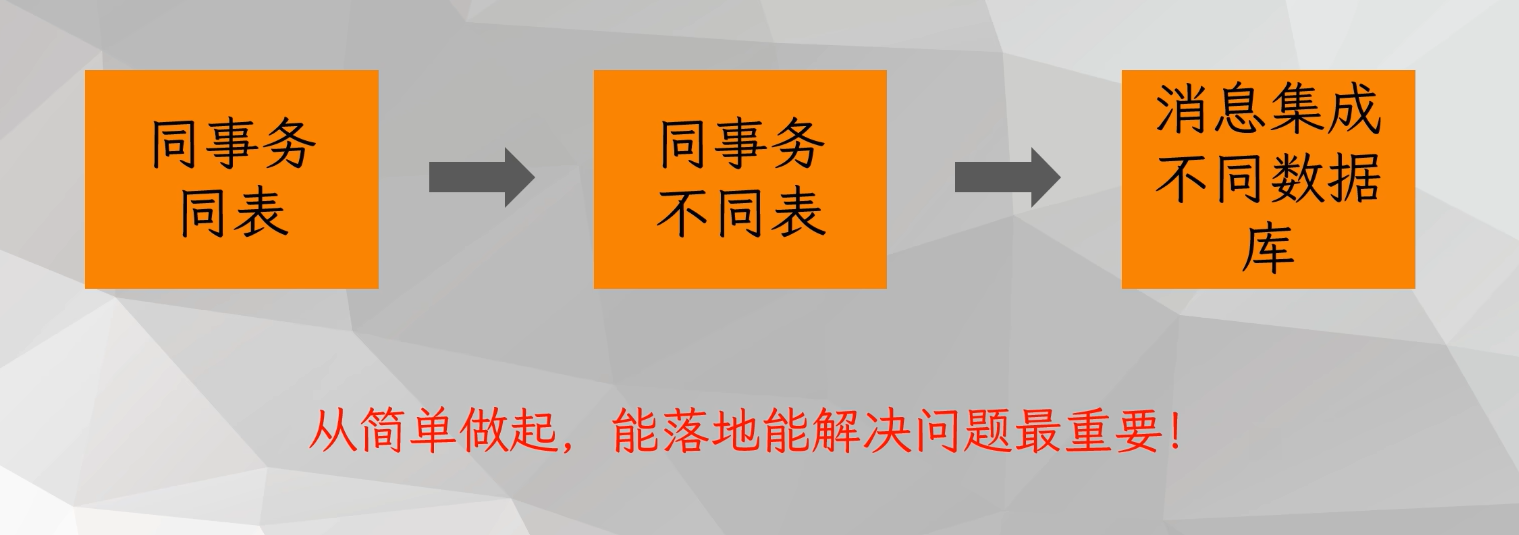 同事务
同表
同事务
不同表
消息集成
不同数据
库
从简单做起，能落地能解决问题最重要！